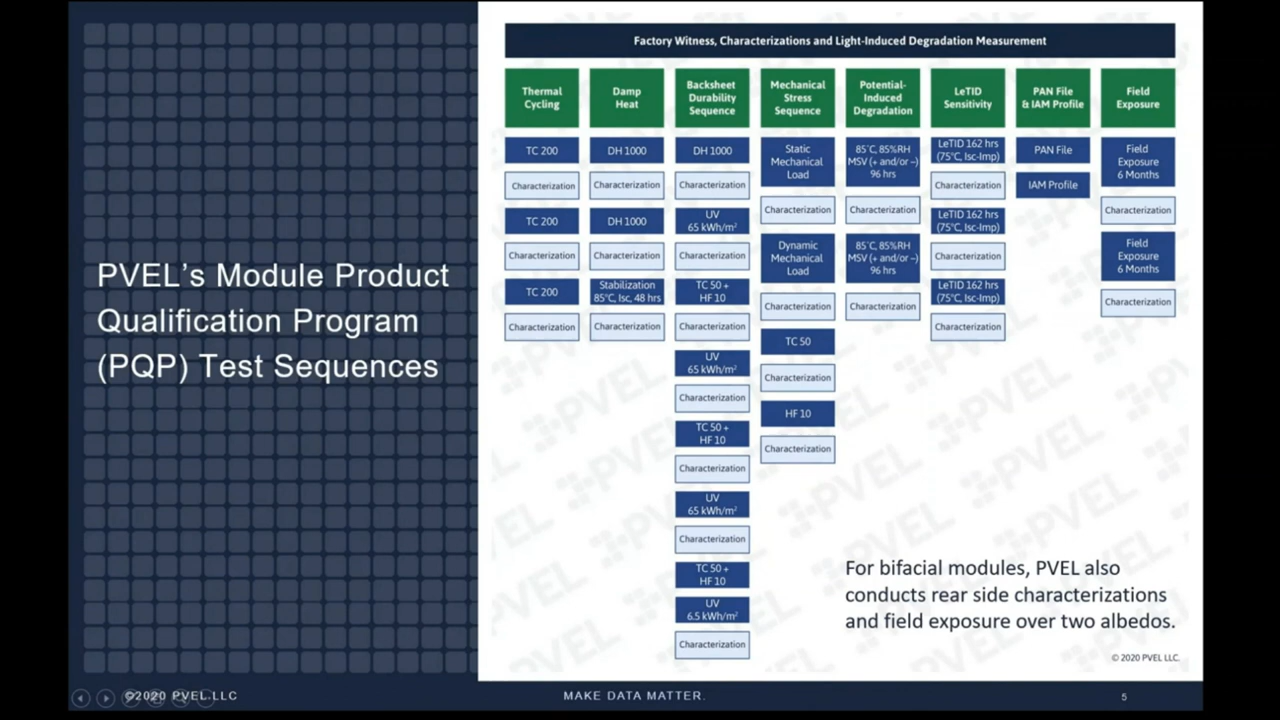 PVEL's Module Product
Qualification Program
(PQP) Test Sequences
Factory Witness, Characterizations and Light-Induced Degradation Measurement
Thermal
Cycling
TC 200
Characterization
TC 200
Characterization
TC 200
Characterization
Damp
Heat
DH 1000
Characterization
DH 1000
Characterization
Stabilization
85°C, Isc, 48 hrs
Characterization
Backsheet
Durability
Sequence
DH 1000
Characterization
UV
65 kWh/m²
Characterization
TC 50 +
HF 10
Characterization
UV
65 kWh/m²
Characterization
TC 50 +
HF 10
Characterization
UV
65 kWh/m²
Characterization
TC 50 +
HF 10
UV
6.5 kWh/m²
Characterization
Mechanical
Stress
Sequence
Static
Mechanical
Load
Characterization
Dynamic
Mechanical
Load
Characterization
TC 50
Characterization
HF 10
Characterization
Potential-
Induced
Degradation
85°C, 85%RH
MSV (+ and/or –)
96 hrs
Characterization
85°C, 85%RH
MSV (+ and/or –)
96 hrs
Characterization
LeTID
Sensitivity
LeTID 162 hrs
(75°C, Isc-Imp)
Characterization
LeTID 162 hrs
(75°C, Isc-Imp)
Characterization
LeTID 162 hrs
(75°C, Isc-Imp)
Characterization
PAN File
& IAM Profile
PAN File
IAM Profile
Field
Exposure
Field
Exposure
6 Months
Characterization
Field
Exposure
6 Months
Characterization
For bifacial modules, PVEL also
conducts rear side characterizations
and field exposure over two albedos.
© 2020 PVEL LLC.
©2020 PVEL.LLC
MAKE DATA MATTER.
5